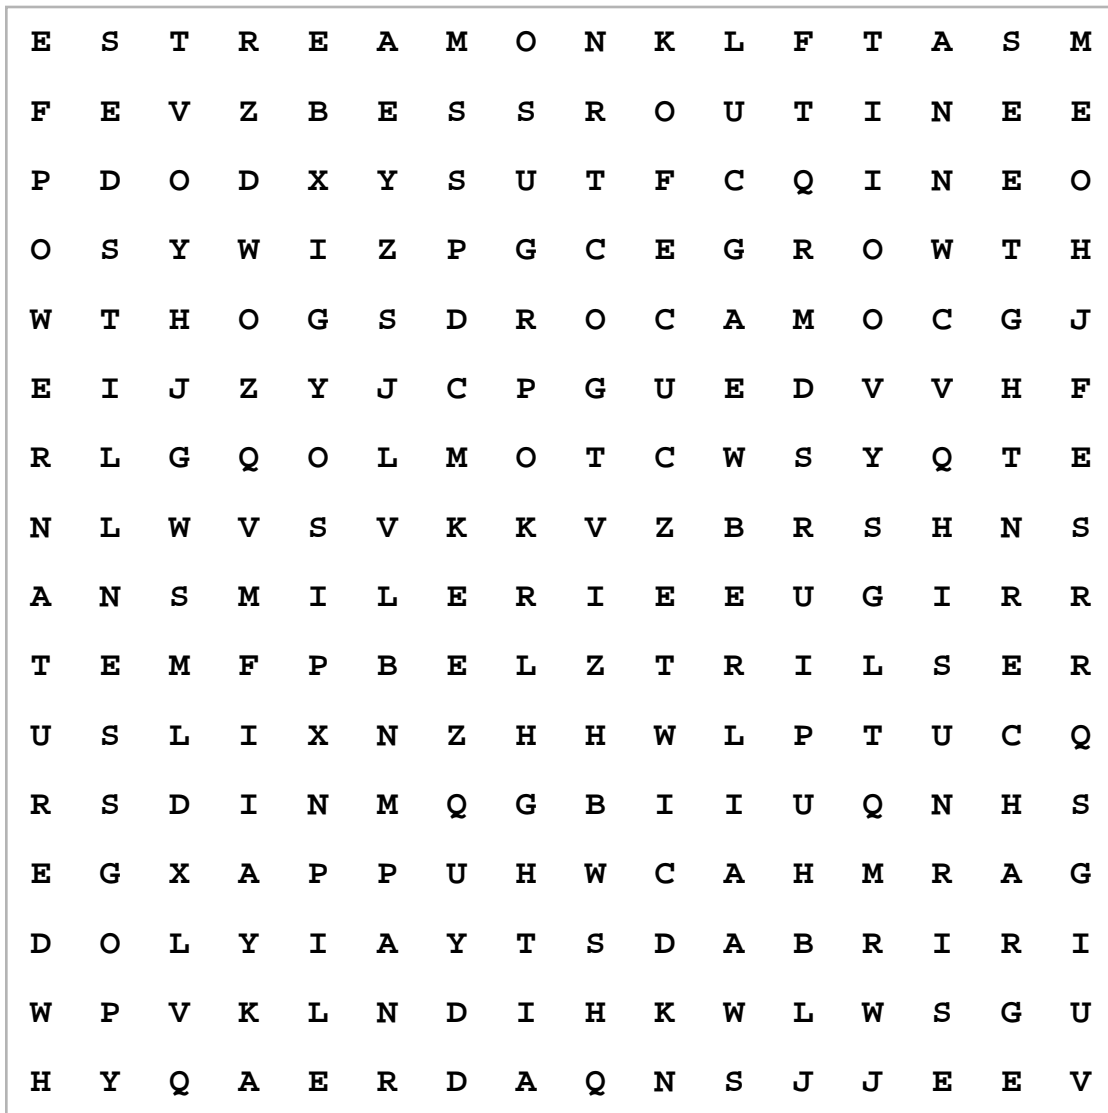 E S T R E A M O N K L F T A S M
F E V Z B E S S R O U T I N E E
P D O D X Y S U T F C Q I N E O
O S Y W I Z P G C E G R O W T H
W T H O G S D R O C A M O C G J
E I J Z Y J C P G U E D V V H F
R L G Q O L M O T C W S Y Q T E
N L W V S V K K V Z B R S H N S
A N S M I L E R I E E U G I R R
T E M F P B E L Z T R I L S E R
U S L I X N Z H H W L P T U C Q
R S D I N M Q G B I I U Q N H S
E G X A P P U H W C A H M R A G
D O L Y I A Y T S D A B R I R I
W P V K L N D I H K W L W S G U
H Y Q A E R D A Q N S J J E E V